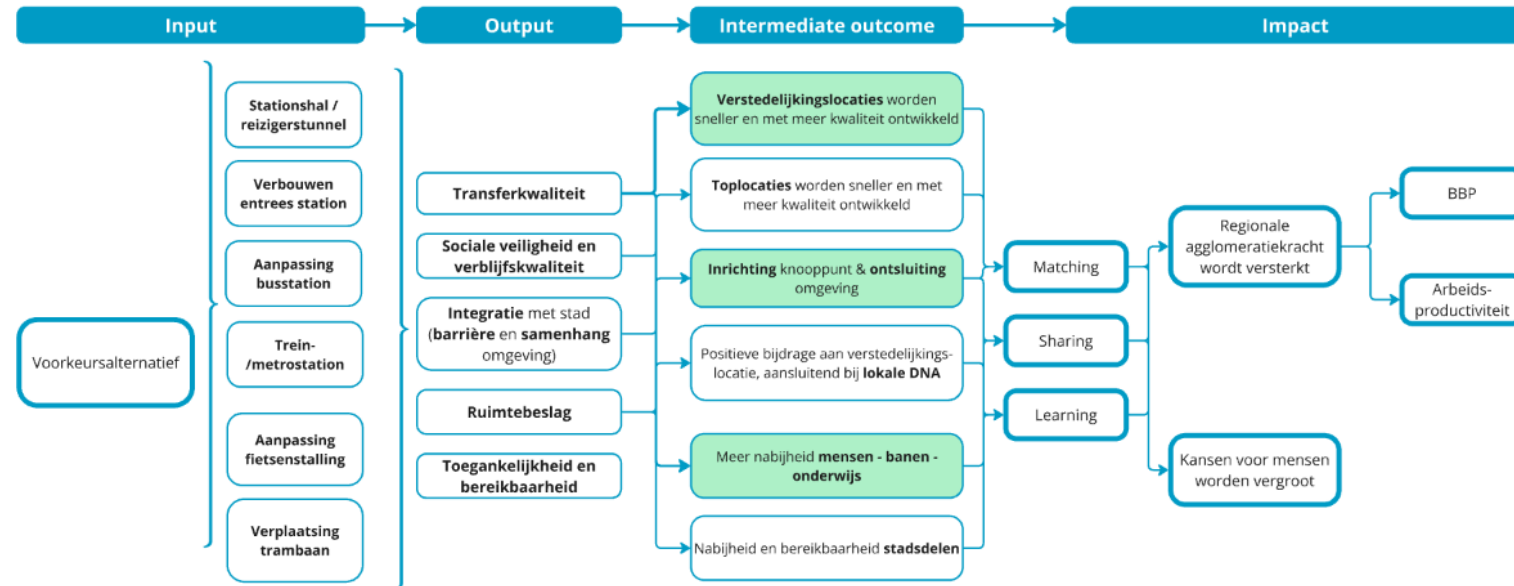 Input
Output
Intermediate outcome
Impact
Voorkeursalternatief
Stationshal /
reizigerstunnel
Verbouwen
entrees station
Aanpassing
busstation
Trein-
/metrostation
Aanpassing
fietsenstalling
Verplaatsing
trambaan
Transferkwaliteit
Sociale veiligheid en
verblijfskwaliteit
Integratie met stad
(barrière en samenhang
omgeving)
Ruimtebeslag
Toegankelijkheid en
bereikbaarheid
Verstedelijkingslocaties worden
sneller en met meer kwaliteit ontwikkeld
Toplocaties worden sneller en met
meer kwaliteit ontwikkeld
Inrichting knooppunt & ontsluiting
omgeving
Positieve bijdrage aan verstedelijkings-
locatie, aansluitend bij lokale DNA
Meer nabijheid mensen - banen -
onderwijs
Nabijheid en bereikbaarheid stadsdelen
Matching
Sharing
Learning
Regionale
agglomeratiekracht
wordt versterkt
Kansen voor mensen
worden vergroot
BBP
Arbeids-
productiviteit